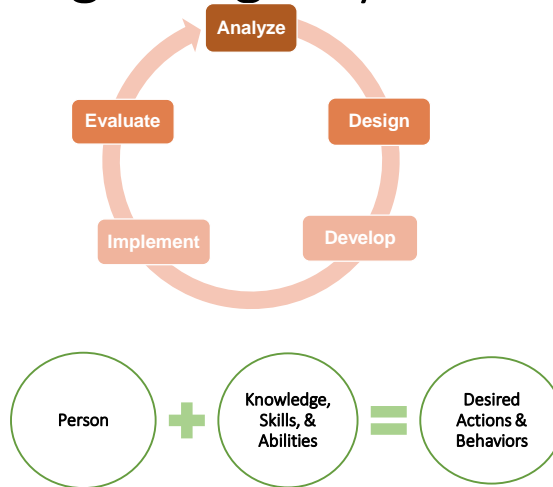 Analyze
Evaluate
Design
Implement
Develop
Person
Knowledge,
Skills, &
Abilities
Desired
Actions &
Behaviors